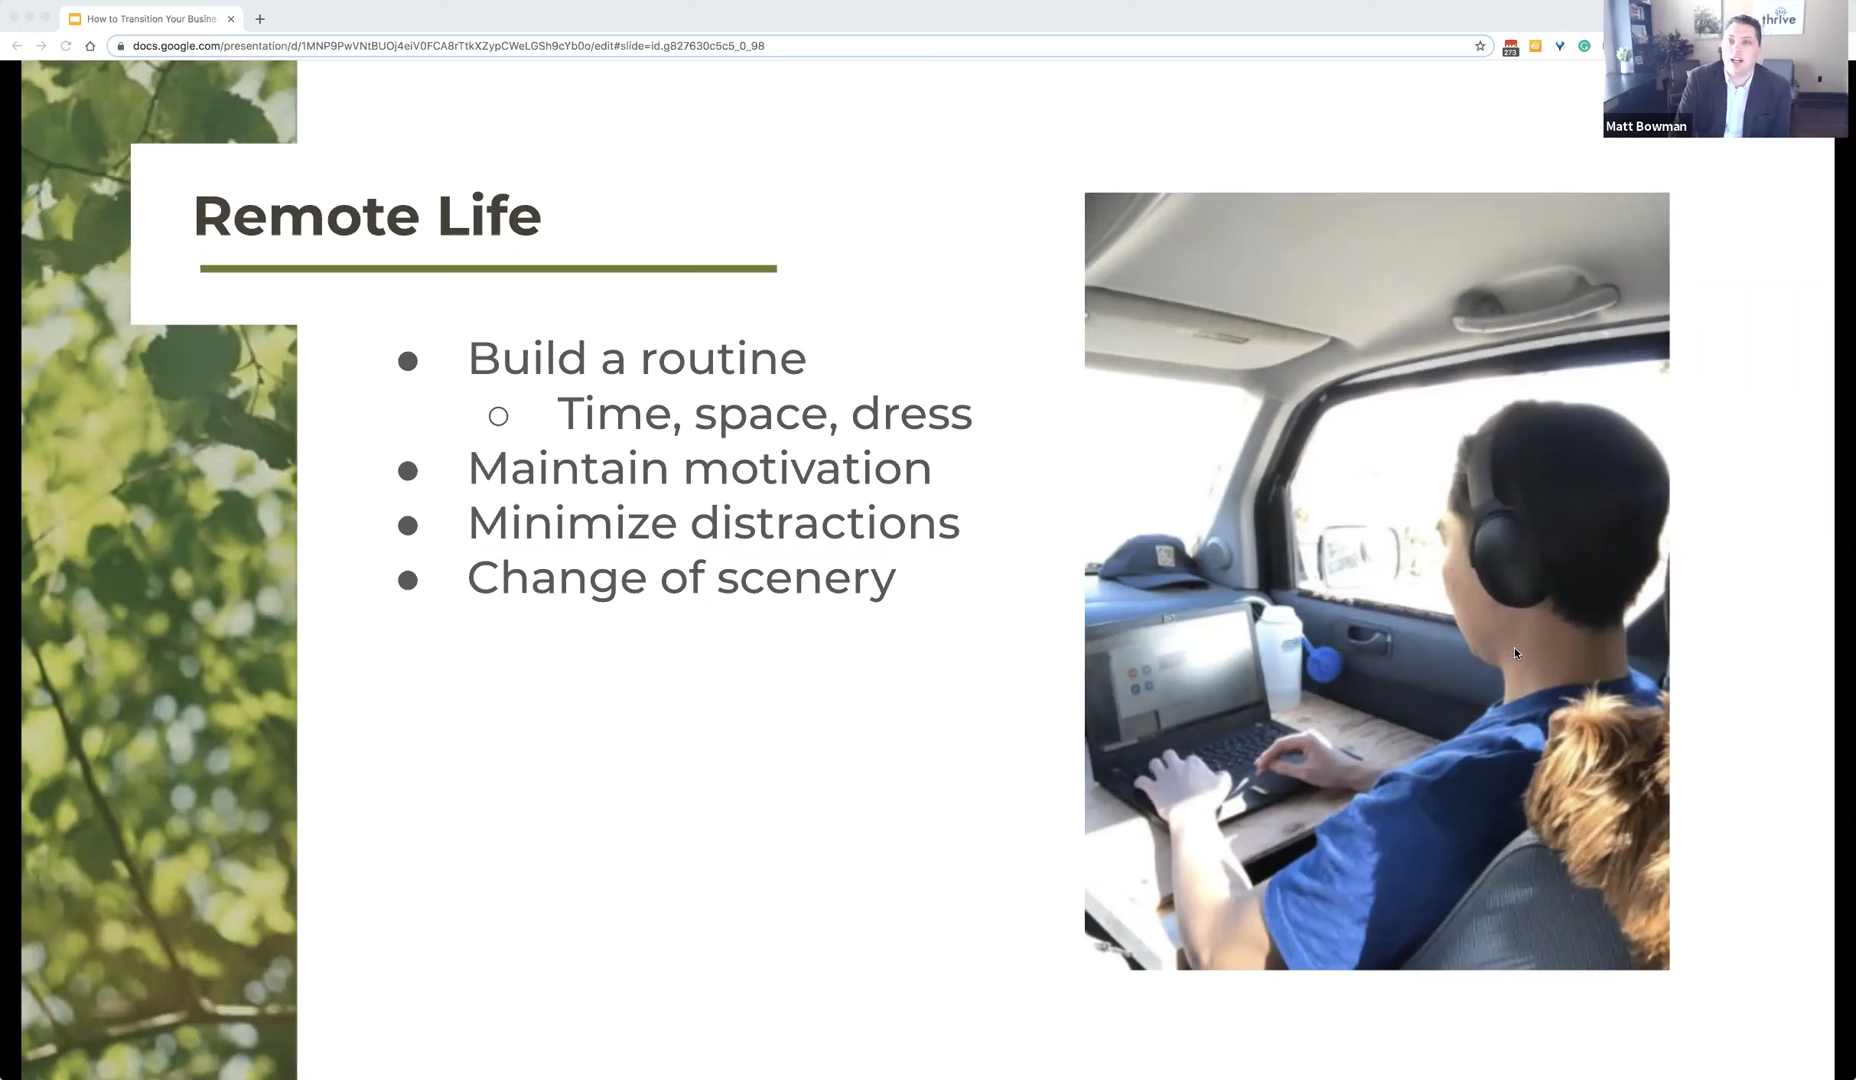 How to Transition Your Busine
docs.google.com/presentation/d/1MNP9PwVNtBUOj4eiV0FCA8rTtkXZypCWeLGSh9cYb0o/edit#slide=id.g827630c5c5_0_98
273
thrive
Matt Bowman
Remote Life
● Build a routine
○ Time, space, dress
● Maintain motivation
● Minimize distractions
● Change of scenery